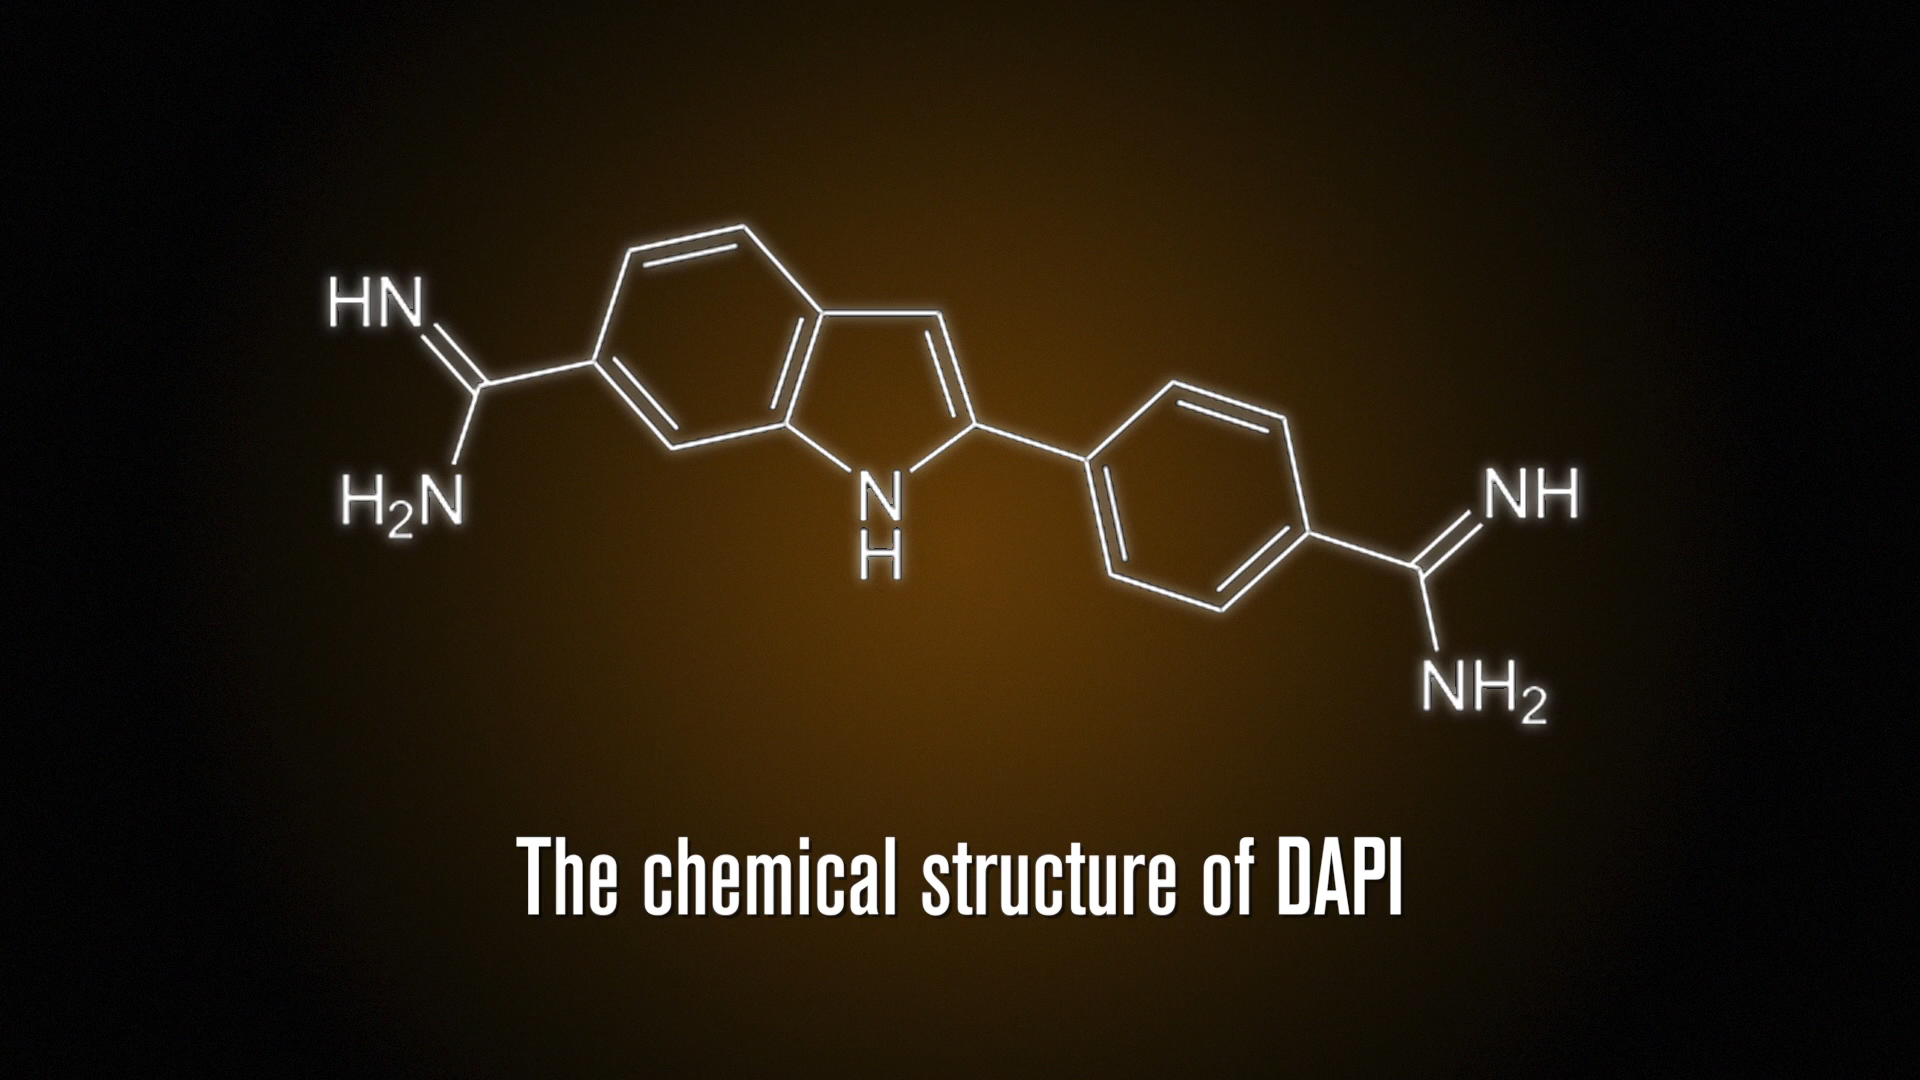 HN
H₂N
N
H
NH
NH₂
The chemical structure of DAPI